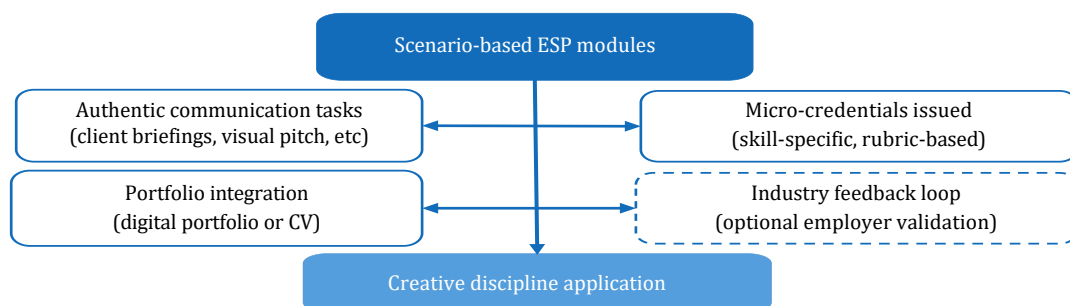 Scenario-based ESP modules
Authentic communication tasks
(client briefings, visual pitch, etc)
Micro-credentials issued
(skill-specific, rubric-based)
Portfolio integration
(digital portfolio or CV)
Industry feedback loop
(optional employer validation)
Creative discipline application